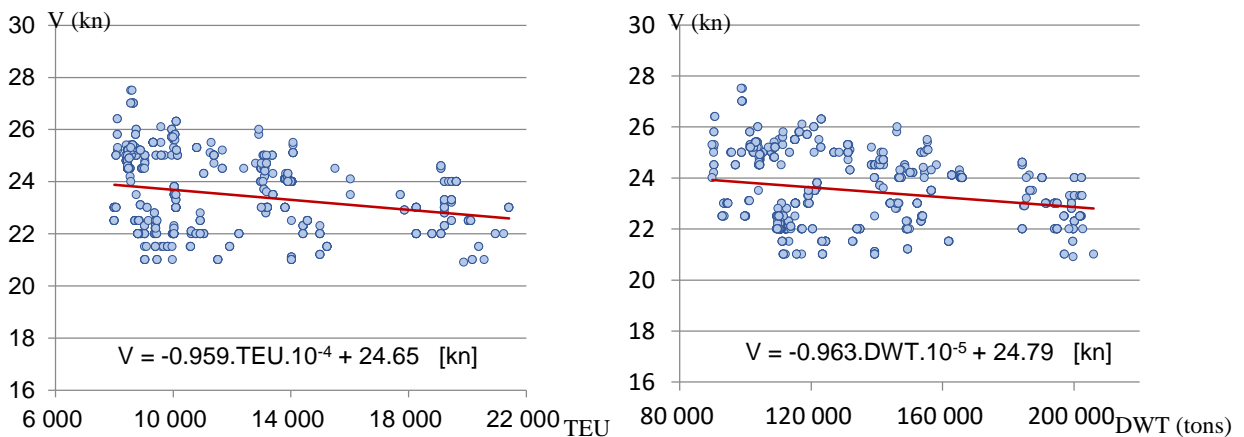 V (kn)
30
28
26
24
22
20
18
16
V = -0.959.TEU.10⁻⁴ + 24.65 [kn]
6 000 10 000 14 000 18 000 22 000 TEU
V (kn)
30
28
26
24
22
20
18
16
V = -0.963.DWT.10⁻⁵ + 24.79 [kn]
80 000 120 000 160 000 200 000 DWT (tons)